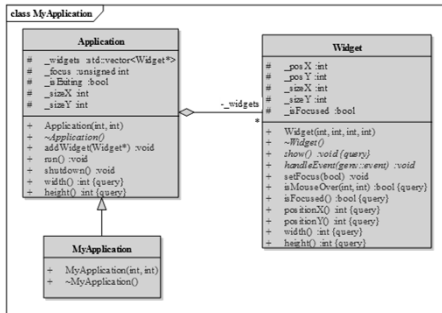 class MyApplication
Application
# _widgets :std::vector<Widget*>
# _focus :unsigned int
# _isExiting :bool
# _sizeX :int
# _sizeY :int
+ Application(int, int)
+ ~Application()
+ addWidget(Widget*) :void
+ run() :void
+ shutdown() :void
+ width() :int {query}
+ height() :int {query}
-_widgets
*
Widget
# _posX :int
# _posY :int
# _sizeX :int
# _sizeY :int
# _isFocused :bool
+ Widget(int, int, int, int)
+ ~Widget()
+ show() :void {query}
+ handleEvent(genv::event) :void
+ setFocus(bool) :void
+ isMouseOver(int, int) :bool {query}
+ isFocused() :bool {query}
+ positionX() :int {query}
+ positionY() :int {query}
+ width() :int {query}
+ height() :int {query}
MyApplication
+ MyApplication(int, int)
+ ~MyApplication()